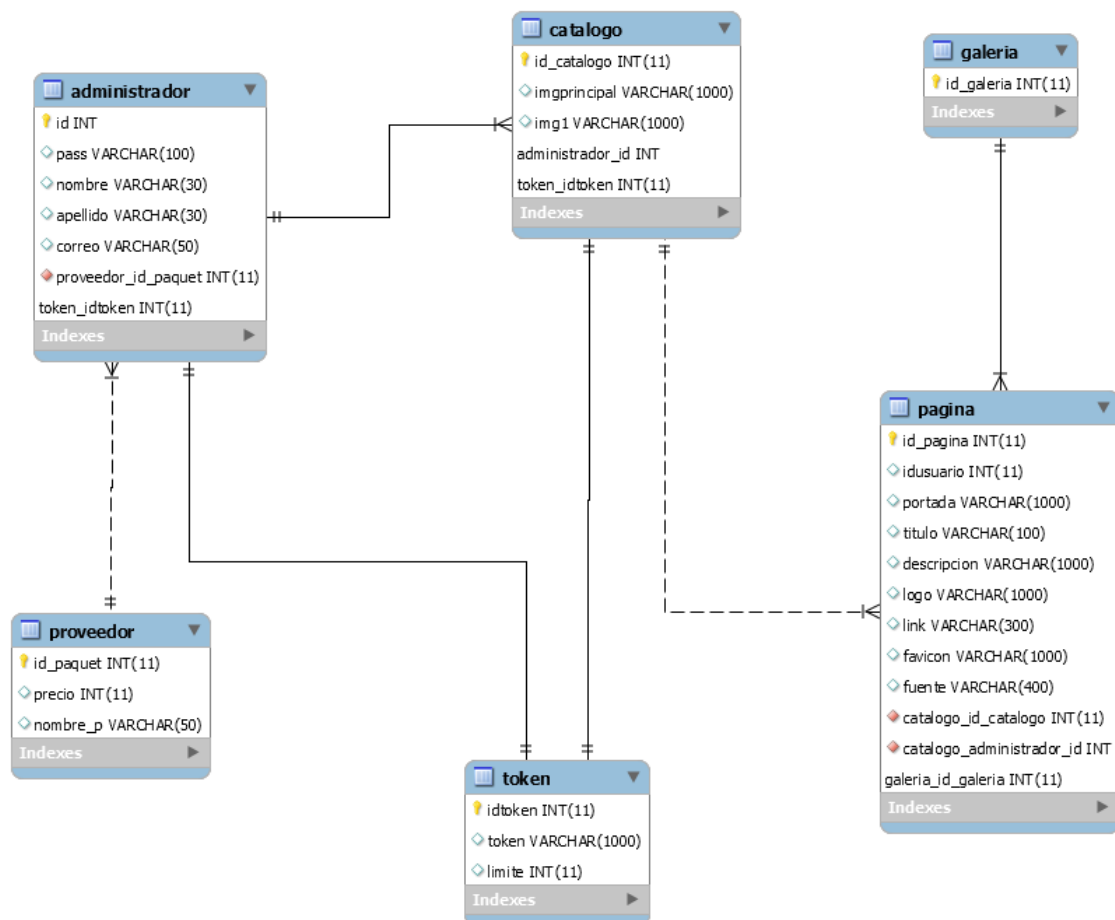 administrador
id INT
pass VARCHAR(100)
nombre VARCHAR(30)
apellido VARCHAR(30)
correo VARCHAR(50)
proveedor_id_paquet INT(11)
token_idtoken INT(11)
Indexes
catalogo
id_catalogo INT(11)
imgprincipal VARCHAR(1000)
img1 VARCHAR(1000)
administrador_id INT
token_idtoken INT(11)
Indexes
galeria
id_galeria INT(11)
Indexes
pagina
id_pagina INT(11)
idusuario INT(11)
portada VARCHAR(1000)
titulo VARCHAR(100)
descripcion VARCHAR(1000)
logo VARCHAR(1000)
link VARCHAR(300)
favicon VARCHAR(1000)
fuente VARCHAR(400)
catalogo_id_catalogo INT(11)
catalogo_administrador_id INT
galeria_id_galeria INT(11)
Indexes
proveedor
id_paquet INT(11)
precio INT(11)
nombre_p VARCHAR(50)
Indexes
token
idtoken INT(11)
token VARCHAR(1000)
limite INT(11)
Indexes